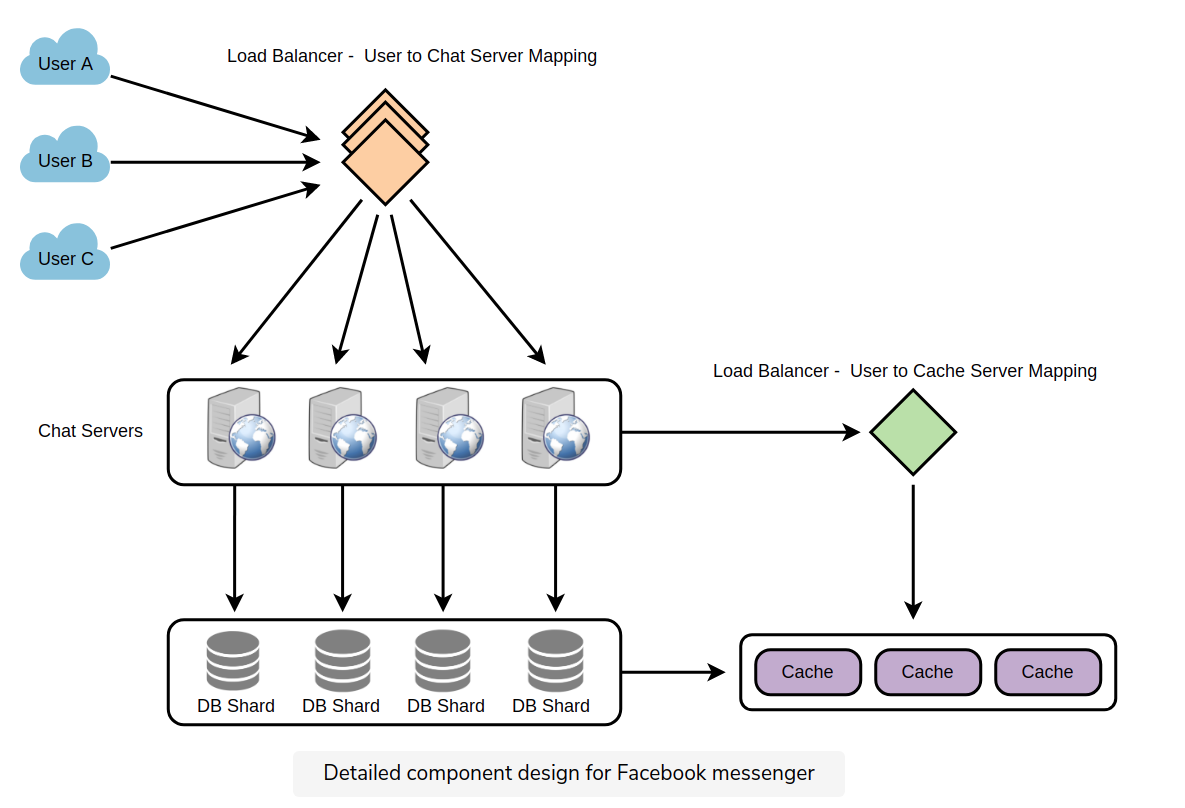 User A
Load Balancer -  User to Chat Server Mapping
User B
User C
Load Balancer -  User to Cache Server Mapping
Chat Servers
Cache
Cache
Cache
DB Shard
DB Shard
DB Shard
DB Shard
Detailed component design for Facebook messenger